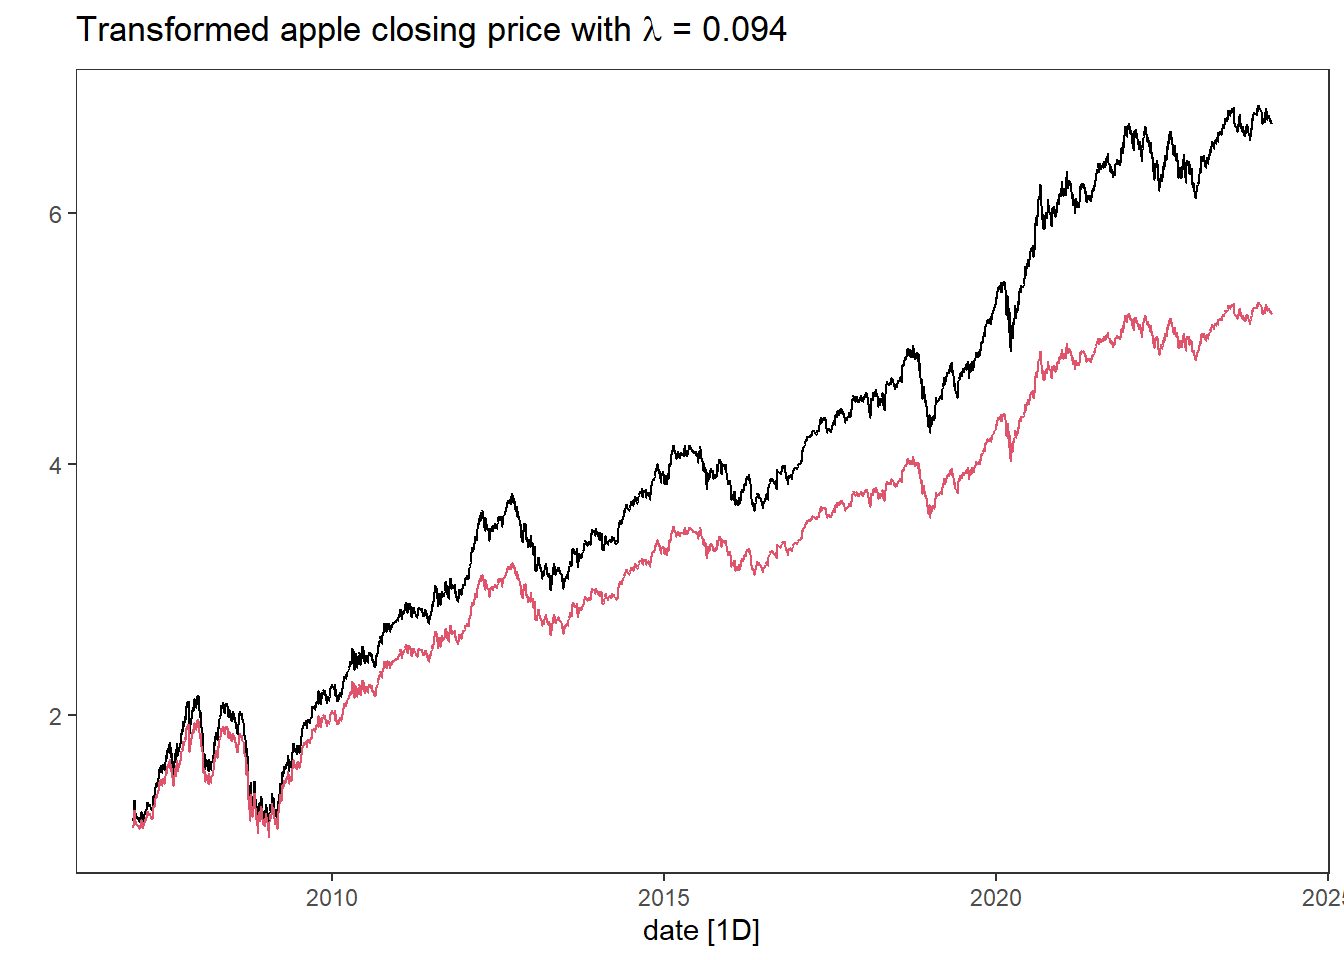 Transformed apple closing price with λ = 0.094
6
4
2
2010 2015 2020 2025
date [1D]